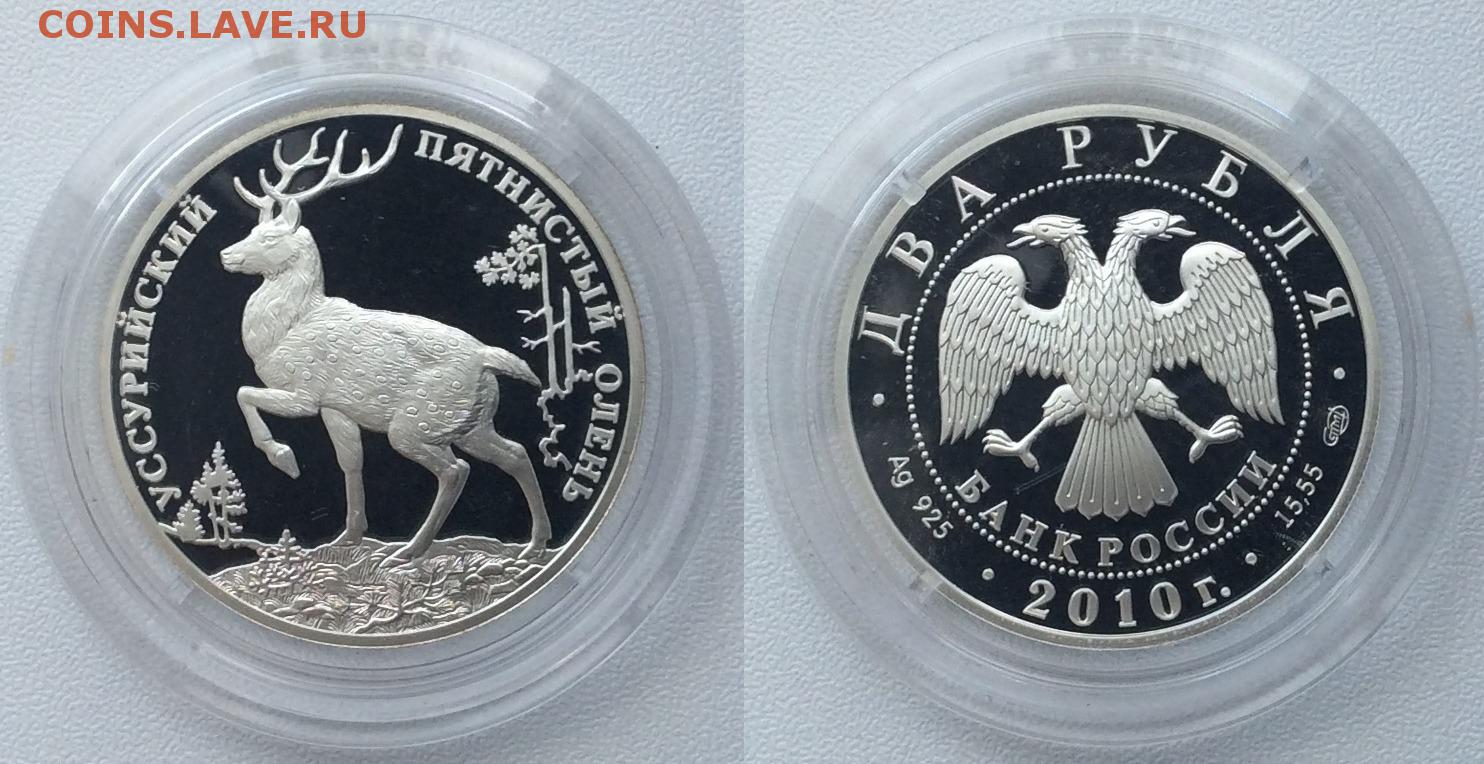 COINS.LAVE.RU
УССУРИЙСКИЙ ПЯТНИСТЫЙ ОЛЕНЬ
ДВА РУБЛЯ
БАНК РОССИИ
Ag 925
15,55
• 2010 г. •